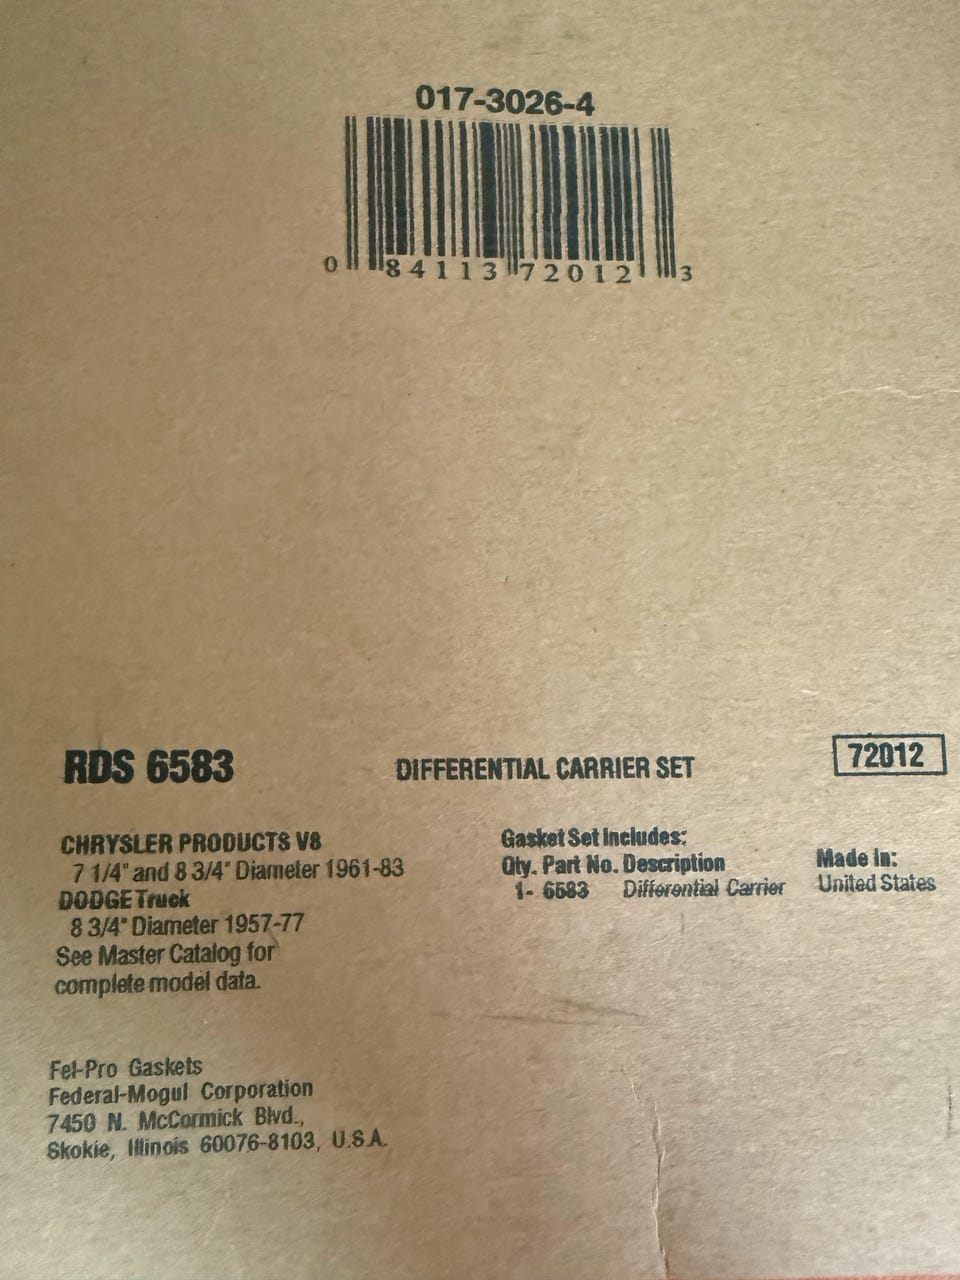 017-3026-4
0 84113 72012 3
RDS 6583
DIFFERENTIAL CARRIER SET
72012
CHRYSLER PRODUCTS V8
7 1/4" and 8 3/4" Diameter 1961-83
DODGE Truck
8 3/4" Diameter 1957-77
See Master Catalog for
complete model data.
Gasket Set Includes:
Qty. Part No. Description
1- 6583 Differential Carrier
Made in:
United States
Fel-Pro Gaskets
Federal-Mogul Corporation
7450 N. McCormick Blvd.,
Skokie, Illinois 60076-8103, U.S.A.